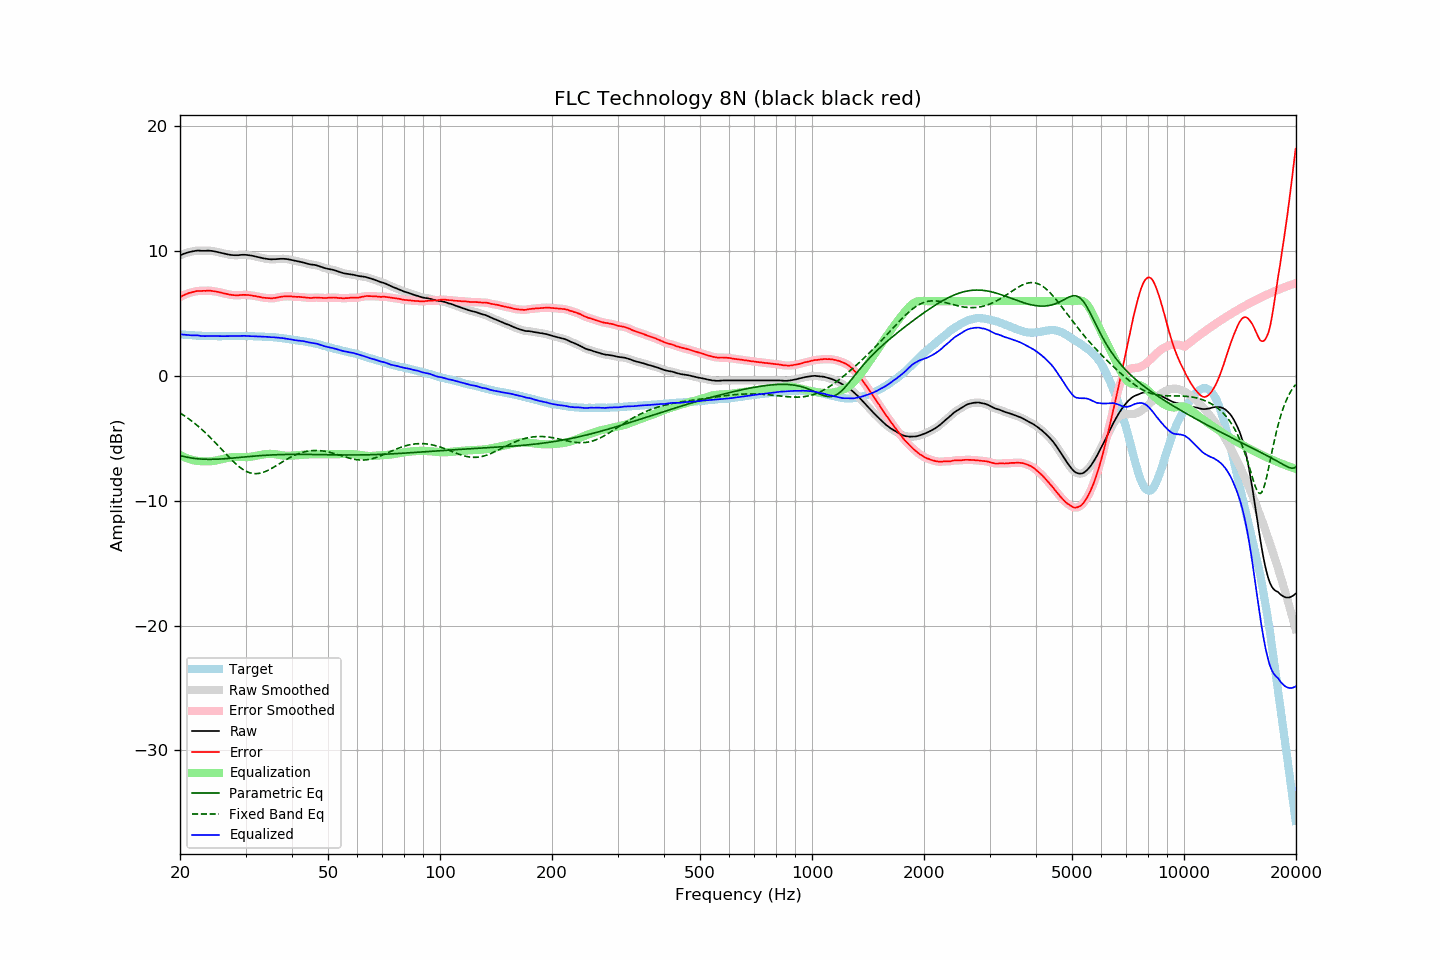 FLC Technology 8N (black black red)
Amplitude (dBr)
20
10
0
−10
−20
−30
Target
Raw Smoothed
Error Smoothed
Raw
Error
Equalization
Parametric Eq
Fixed Band Eq
Equalized
20 50 100 200 500 1000 2000 5000 10000 20000
Frequency (Hz)